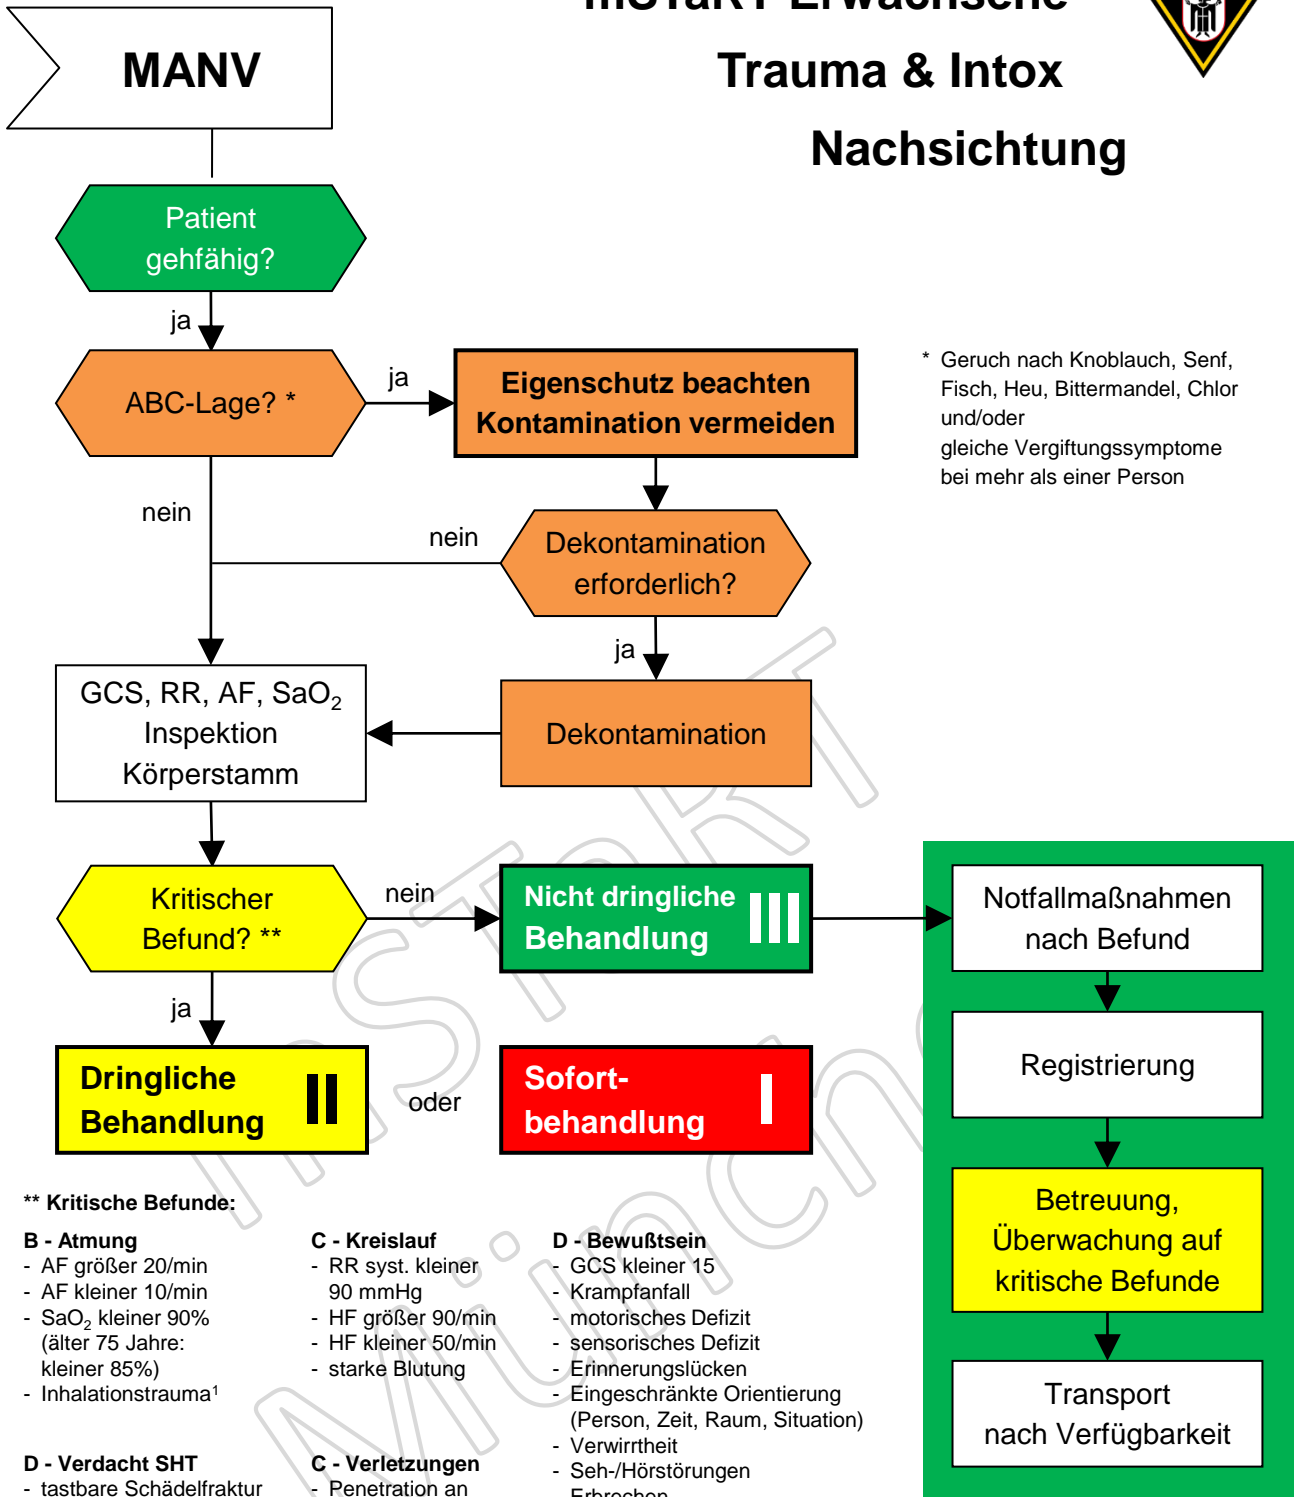 mSTaRT Erwachsene
Trauma & Intox
Nachsichtung
MANV
Patient
gehfähig?
ja
ABC-Lage? *
ja
Eigenschutz beachten
Kontamination vermeiden
* Geruch nach Knoblauch, Senf,
Fisch, Heu, Bittermandel, Chlor
und/oder
gleiche Vergiftungssymptome
bei mehr als einer Person
nein
nein
Dekontamination
erforderlich?
ja
GCS, RR, AF, SaO₂
Inspektion
Körperstamm
Dekontamination
Kritischer
Befund? **
nein
Nicht dringliche
Behandlung III
Notfallmaßnahmen
nach Befund
ja
Registrierung
Dringliche
Behandlung II
oder
Sofort-
behandlung I
Betreuung,
Überwachung auf
kritische Befunde
Transport
nach Verfügbarkeit
** Kritische Befunde:
B - Atmung
- AF größer 20/min
- AF kleiner 10/min
- SaO₂ kleiner 90%
(älter 75 Jahre:
kleiner 85%)
- Inhalationstrauma¹
C - Kreislauf
- RR syst. kleiner
90 mmHg
- HF größer 90/min
- HF kleiner 50/min
- starke Blutung
D - Bewußtsein
- GCS kleiner 15
- Krampfanfall
- motorisches Defizit
- sensorisches Defizit
- Erinnerungslücken
- Eingeschränkte Orientierung
(Person, Zeit, Raum, Situation)
- Verwirrtheit
- Seh-/Hörstörungen
- Erbrechen
D - Verdacht SHT
- tastbare Schädelfraktur
C - Verletzungen
- Penetration an
mSTaRT